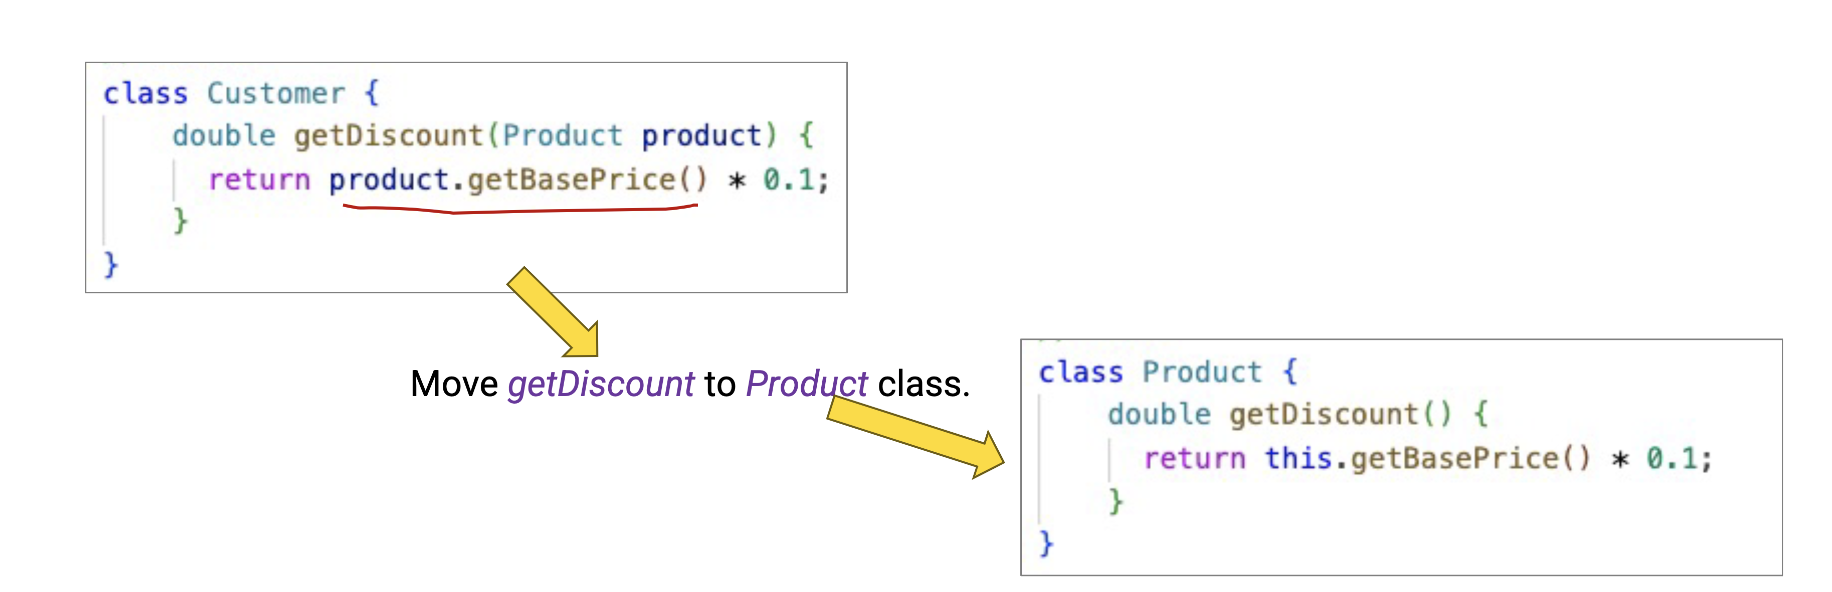 class Customer {
double getDiscount(Product product) {
return product.getBasePrice() * 0.1;
}
}
Move getDiscount to Product class.
class Product {
double getDiscount() {
return this.getBasePrice() * 0.1;
}
}